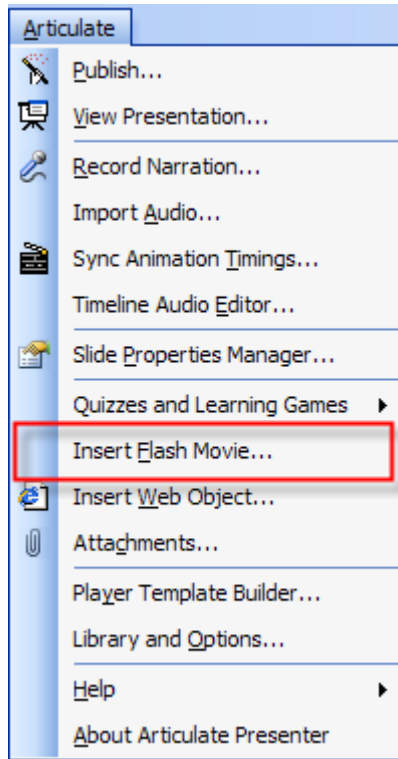 Articulate
Publish...
View Presentation...
Record Narration...
Import Audio...
Sync Animation Timings...
Timeline Audio Editor...
Slide Properties Manager...
Quizzes and Learning Games
Insert Flash Movie...
Insert Web Object...
Attachments...
Player Template Builder...
Library and Options...
Help
About Articulate Presenter